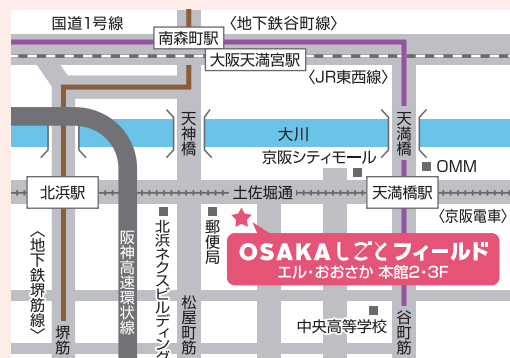 国道1号線
〈地下鉄谷町線〉
南森町駅
大阪天満宮駅
〈JR東西線〉
天神橋
大川
天満橋
京阪シティモール
OMM
北浜駅
土佐堀通
天満橋駅
〈京阪電車〉
〈地下鉄堺筋線〉
堺筋
阪神高速環状線
北浜ネクスビルディング
松屋町筋
郵便局
OSAKAしごとフィールド
エル・おおさか 本館2・3F
中央高等学校
谷町筋